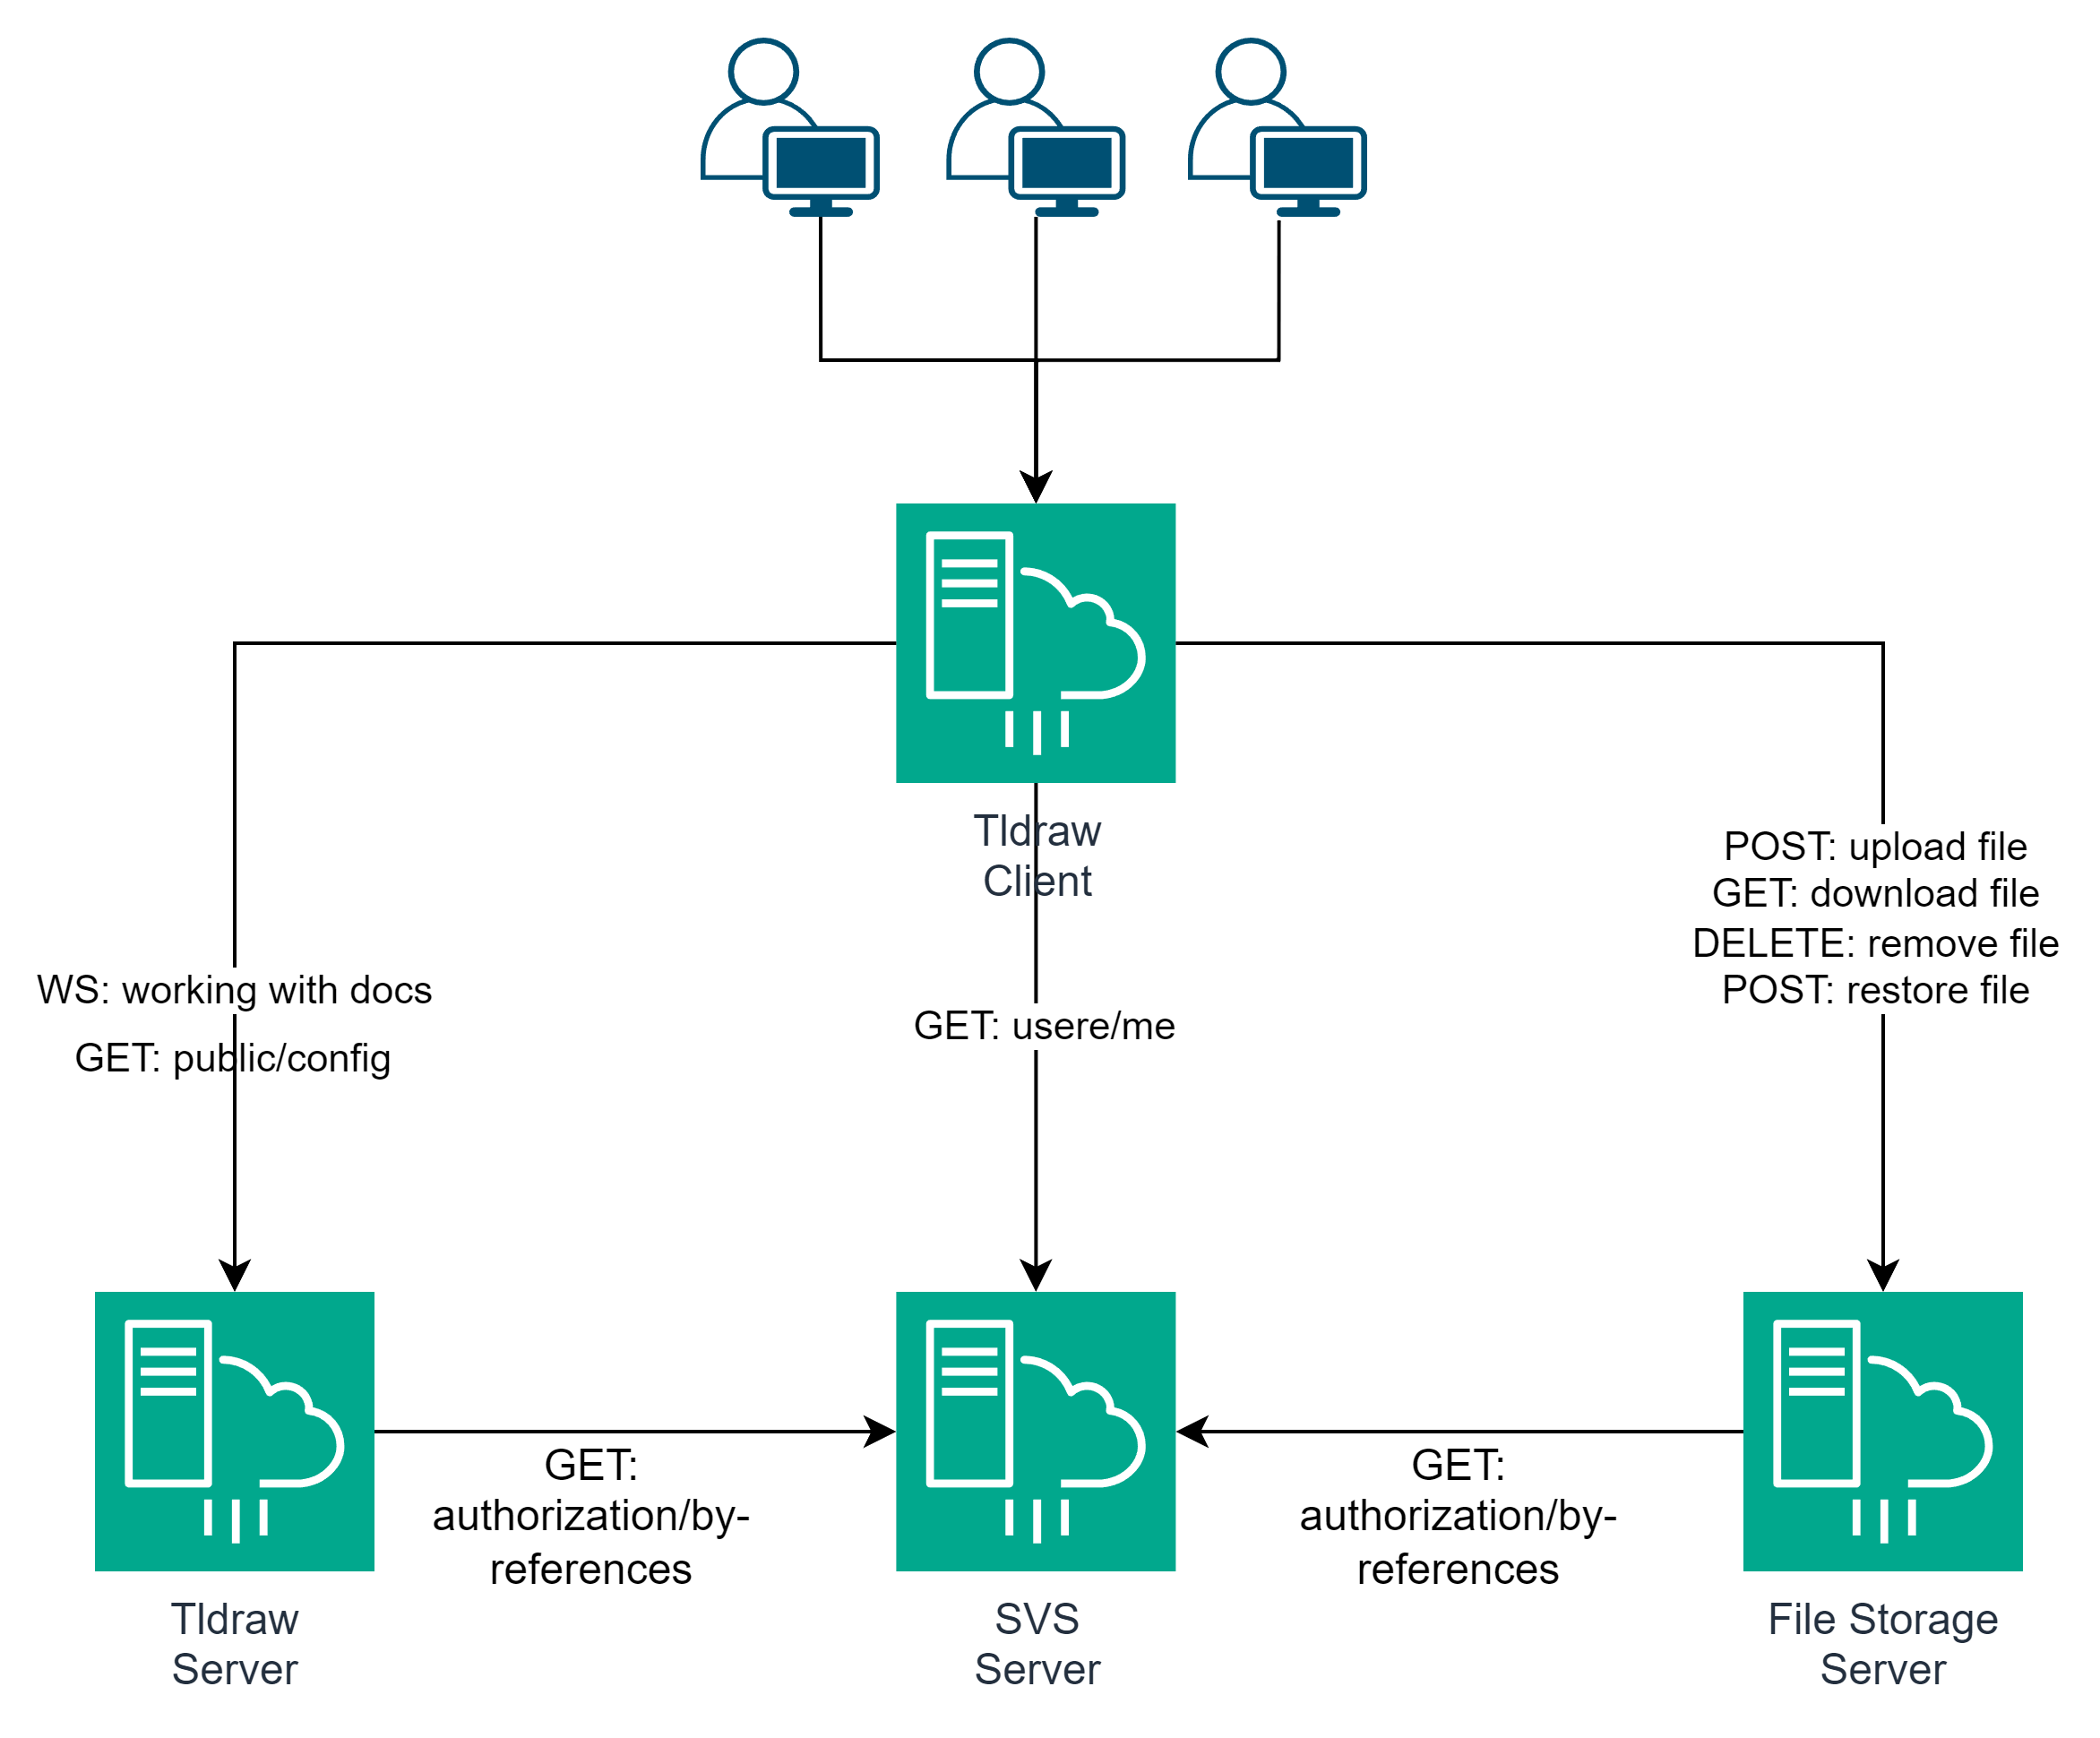 Tldraw
Client
WS: working with docs
GET: public/config
GET: usere/me
POST: upload file
GET: download file
DELETE: remove file
POST: restore file
GET:
authorization/by-
references
GET:
authorization/by-
references
Tldraw
Server
SVS
Server
File Storage
Server